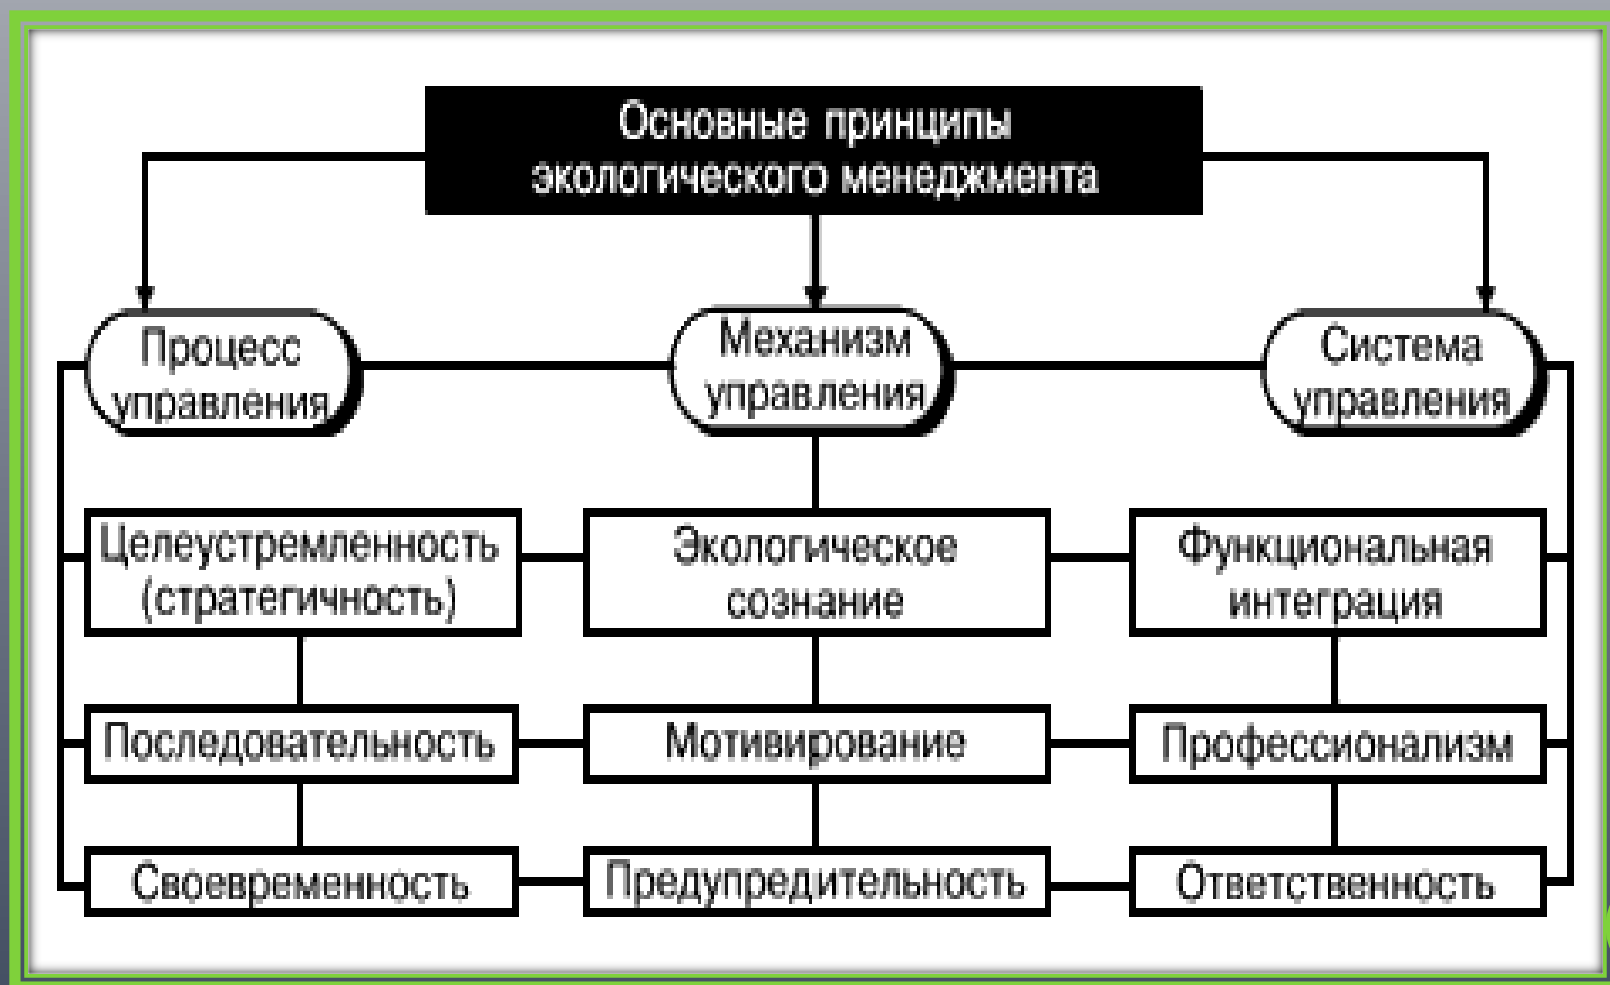 Основные принципы
экологического менеджмента
Процесс
управления
Механизм
управления
Система
управления
Целеустремленность
(стратегичность)
Экологическое
сознание
Функциональная
интеграция
Последовательность
Мотивирование
Профессионализм
Своевременность
Предупредительность
Ответственность